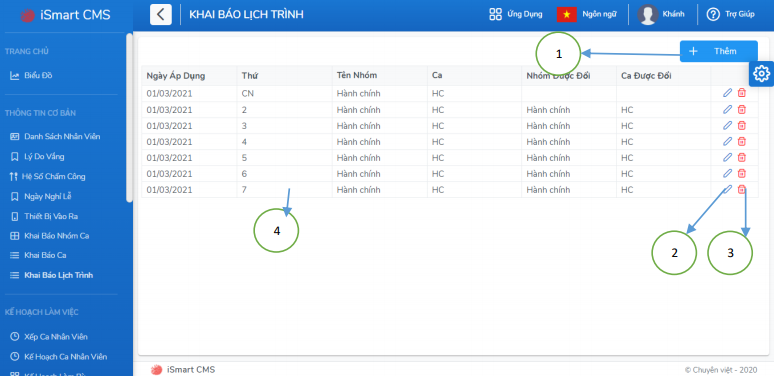 iSmart CMS
KHAI BÁO LỊCH TRÌNH
Ứng Dụng
Ngôn ngữ
Khánh
Trợ Giúp
TRANG CHỦ
Biểu Đồ
THÔNG TIN CƠ BẢN
Danh Sách Nhân Viên
Lý Do Vắng
Hệ Số Chấm Công
Ngày Nghỉ Lễ
Thiết Bị Vào Ra
Khai Báo Nhóm Ca
Khai Báo Ca
Khai Báo Lịch Trình
KẾ HOẠCH LÀM VIỆC
Xếp Ca Nhân Viên
Kế Hoạch Ca Nhân Viên
1
+ Thêm
Ngày Áp Dụng Thứ Tên Nhóm Ca Nhóm Được Đổi Ca Được Đổi
01/03/2021 CN Hành chính HC
01/03/2021 2 Hành chính HC Hành chính HC
01/03/2021 3 Hành chính HC Hành chính HC
01/03/2021 4 Hành chính HC Hành chính HC
01/03/2021 5 Hành chính HC Hành chính HC
01/03/2021 6 Hành chính HC Hành chính HC
01/03/2021 7 Hành chính HC Hành chính HC
4
2
3
iSmart CMS
© Chuyên việt - 2020